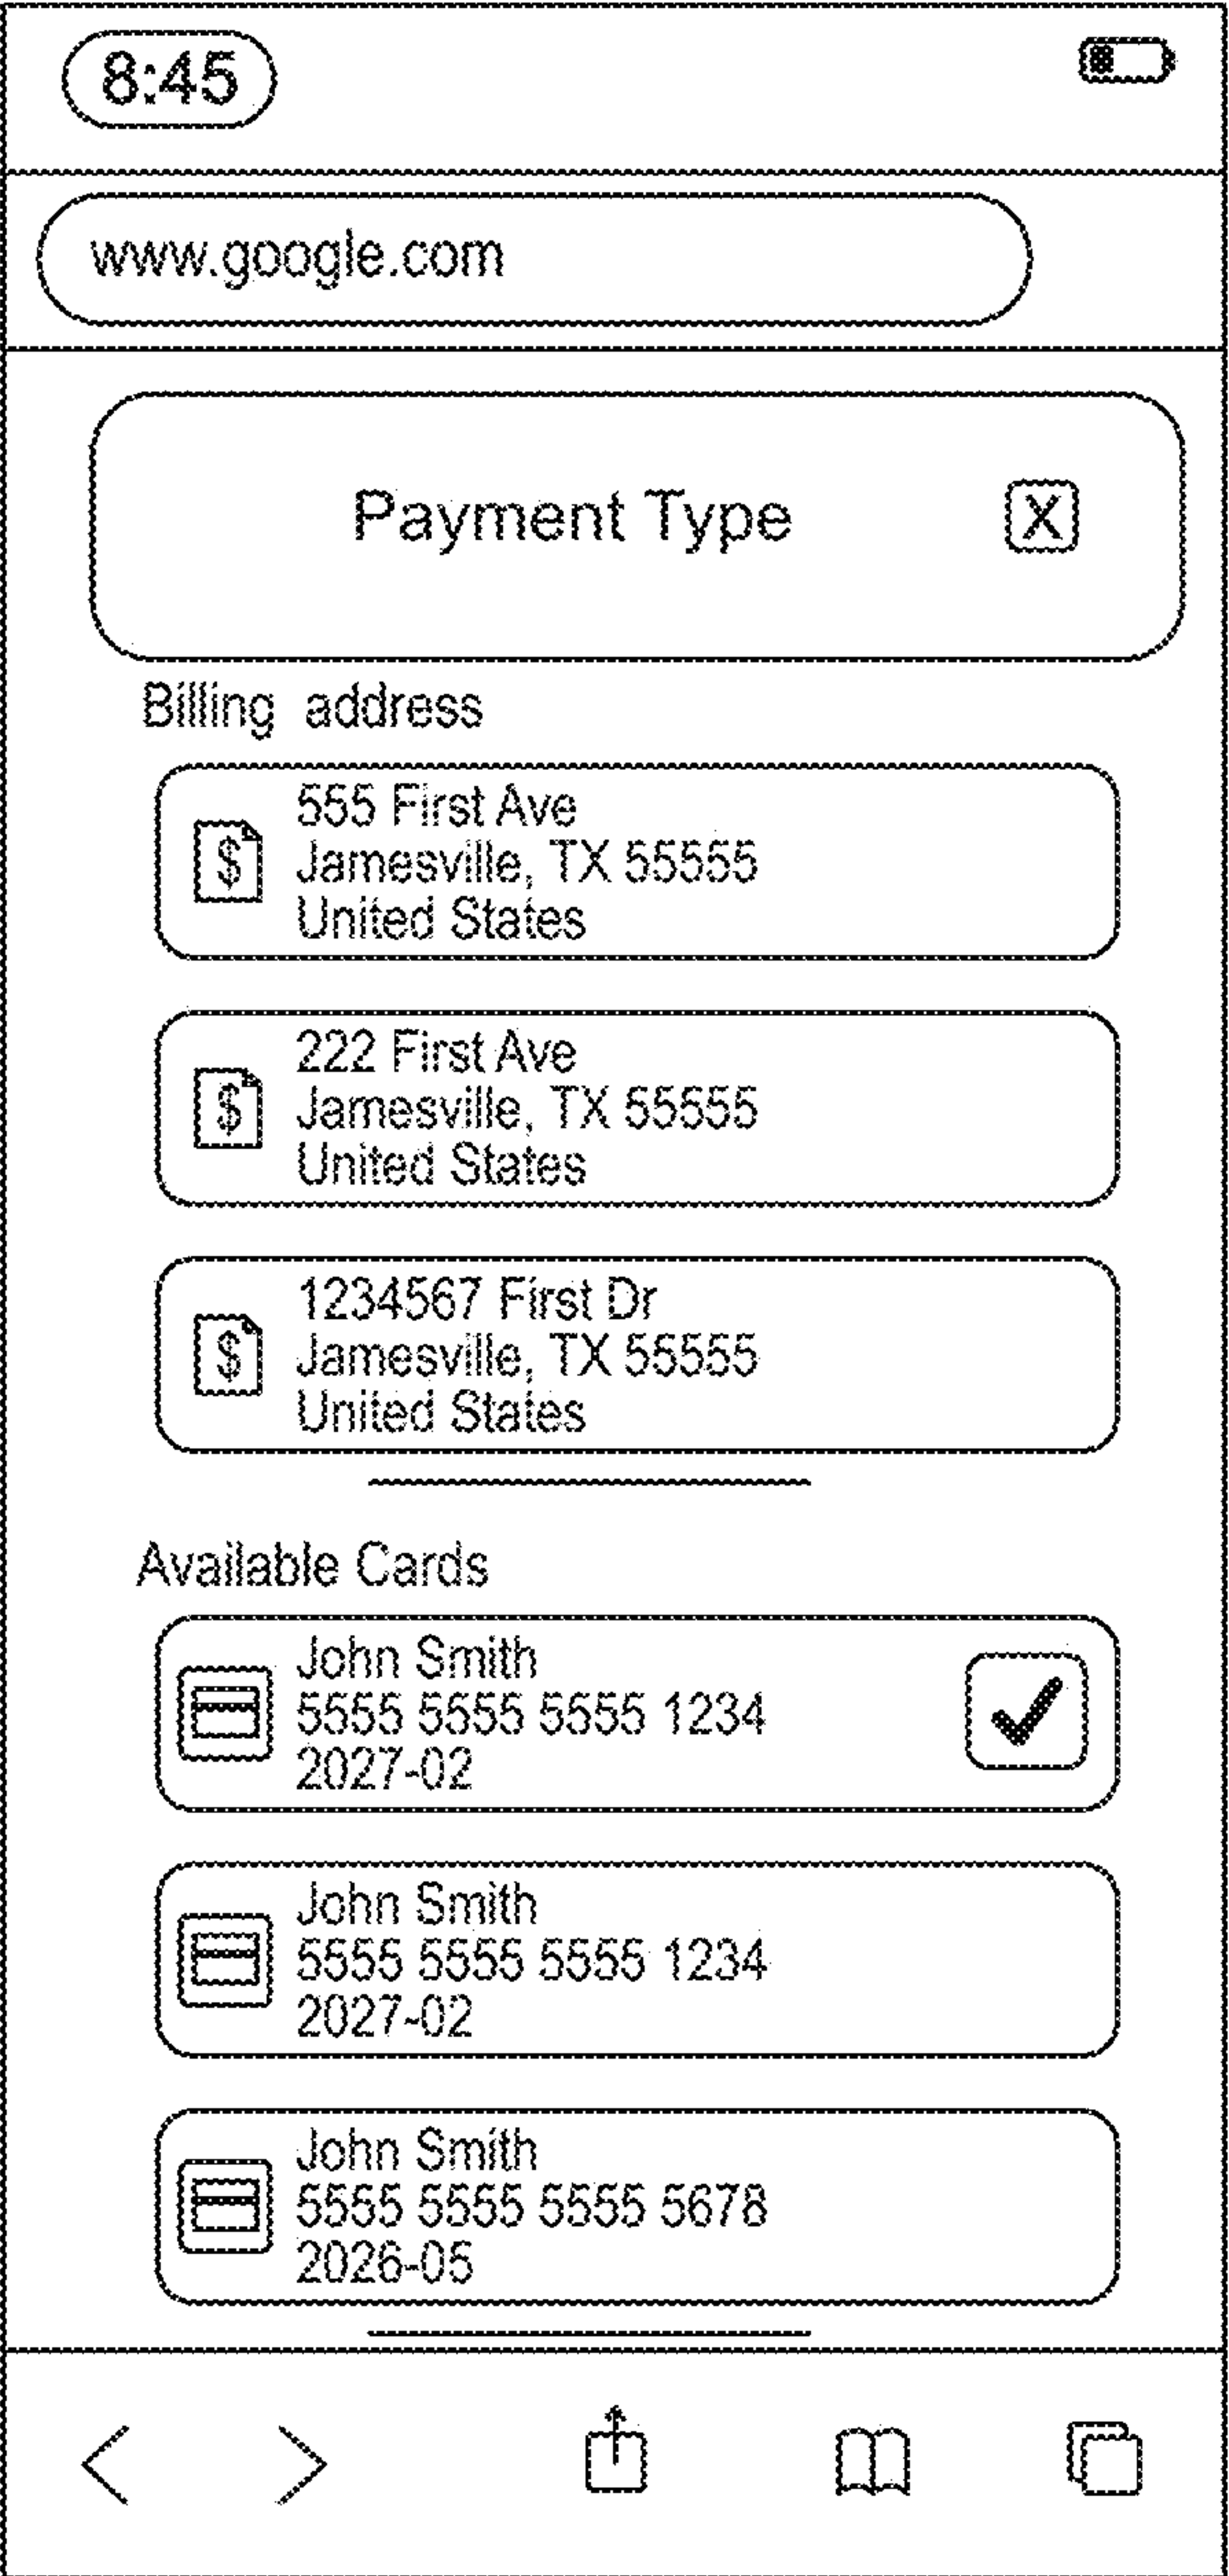 8:45
www.google.com
Payment Type X
Billing address
$ 555 First Ave
Jamesville, TX 55555
United States
$ 222 First Ave
Jamesville, TX 55555
United States
$ 1234567 First Dr
Jamesville, TX 55555
United States
Available Cards
John Smith
5555 5555 5555 1234
2027-02
John Smith
5555 5555 5555 1234
2027-02
John Smith
5555 5555 5555 5678
2026-05